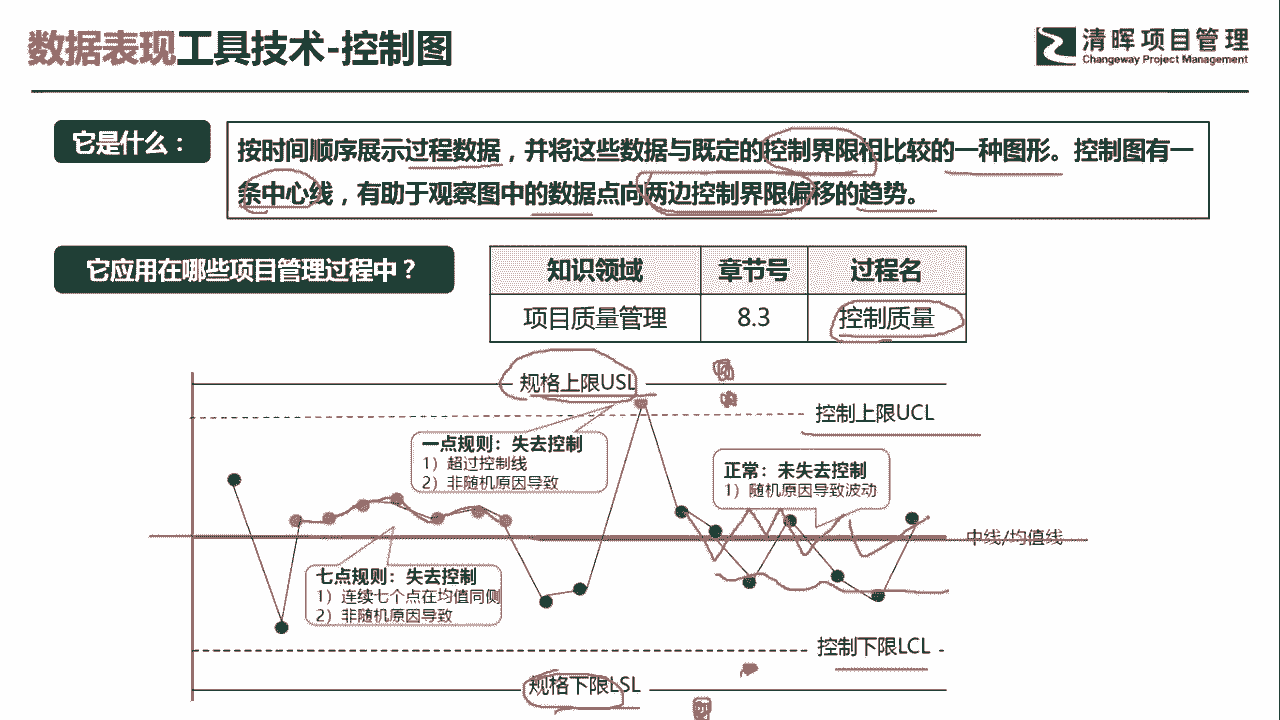 数据表现工具技术-控制图
清晖项目管理
Changeway Project Management
它是什么：
按时间顺序展示过程数据，并将这些数据与既定的控制界限相比较的一种图形。控制图有一
条中心线，有助于观察图中的数据点向两边控制界限偏移的趋势。
它应用在哪些项目管理过程中？
知识领域 章节号 过程名
项目质量管理 8.3 控制质量
规格上限USL
控制上限UCL
一点规则：失去控制
1）超过控制线
2）非随机原因导致
正常：未失去控制
1）随机原因导致波动
中线/均值线
七点规则：失去控制
1）连续七个点在均值同侧
2）非随机原因导致
控制下限LCL
规格下限LSL